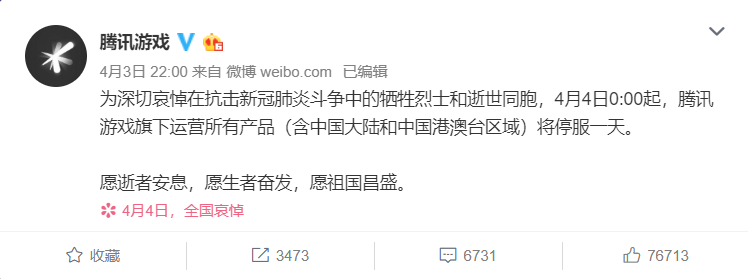 腾讯游戏
4月3日 22:00 来自 微博 weibo.com 已编辑
为深切哀悼在抗击新冠肺炎斗争中的牺牲烈士和逝世同胞，4月4日0:00起，腾讯
游戏旗下运营所有产品（含中国大陆和中国港澳台区域）将停服一天。
愿逝者安息，愿生者奋发，愿祖国昌盛。
4月4日，全国哀悼
收藏 3473 6731 76713